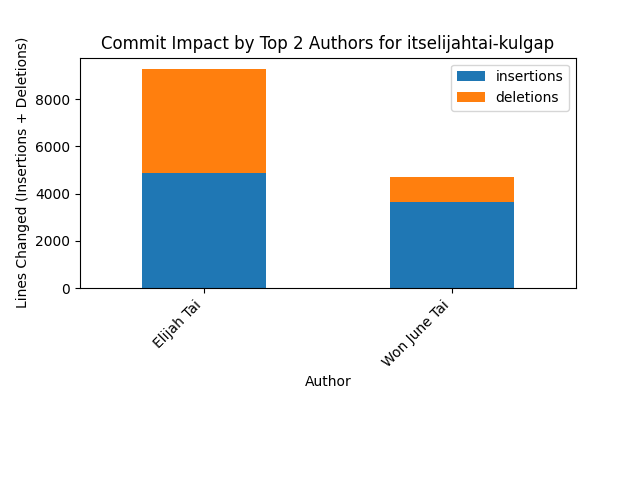 Commit Impact by Top 2 Authors for itselijahtai-kulgap
insertions
deletions
Lines Changed (Insertions + Deletions)
8000
6000
4000
2000
0
Elijah Tai
Won June Tai
Author